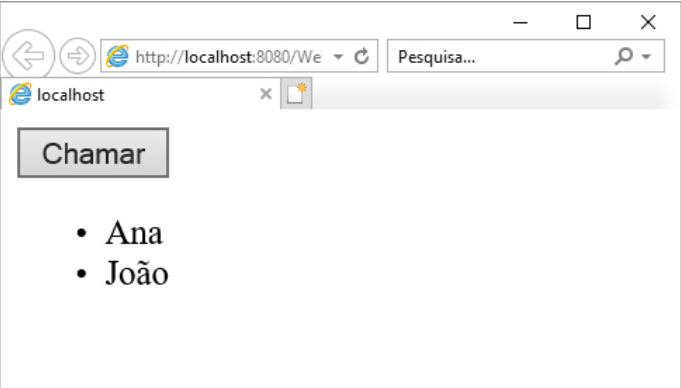 http://localhost:8080/We
Pesquisa...
localhost
Chamar
• Ana
• João